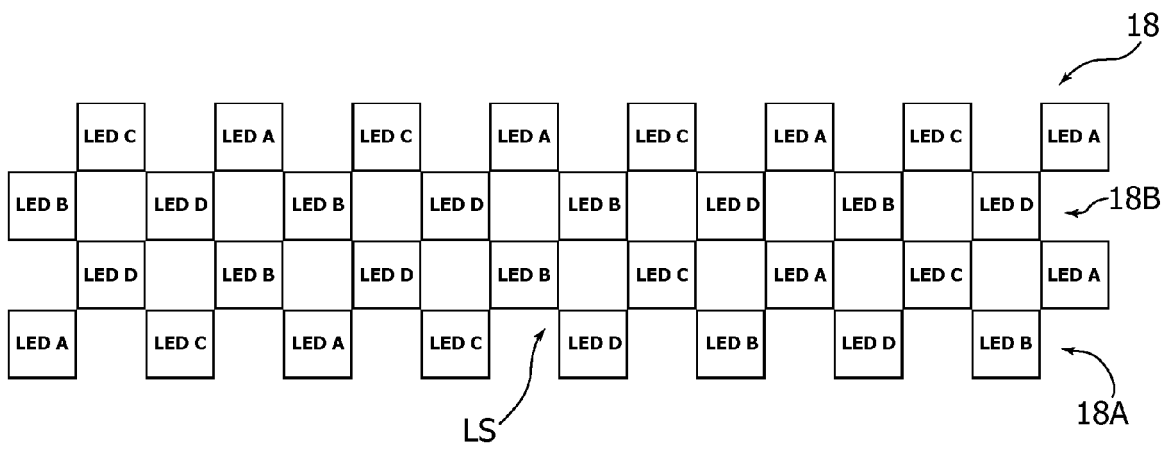 18
LED C LED A LED C LED A LED C LED A LED C LED A
LED B LED D LED B LED D LED B LED D LED B LED D 18B
LED D LED B LED D LED B LED C LED A LED C LED A
LED A LED C LED A LED C LED D LED B LED D LED B
18A
LS